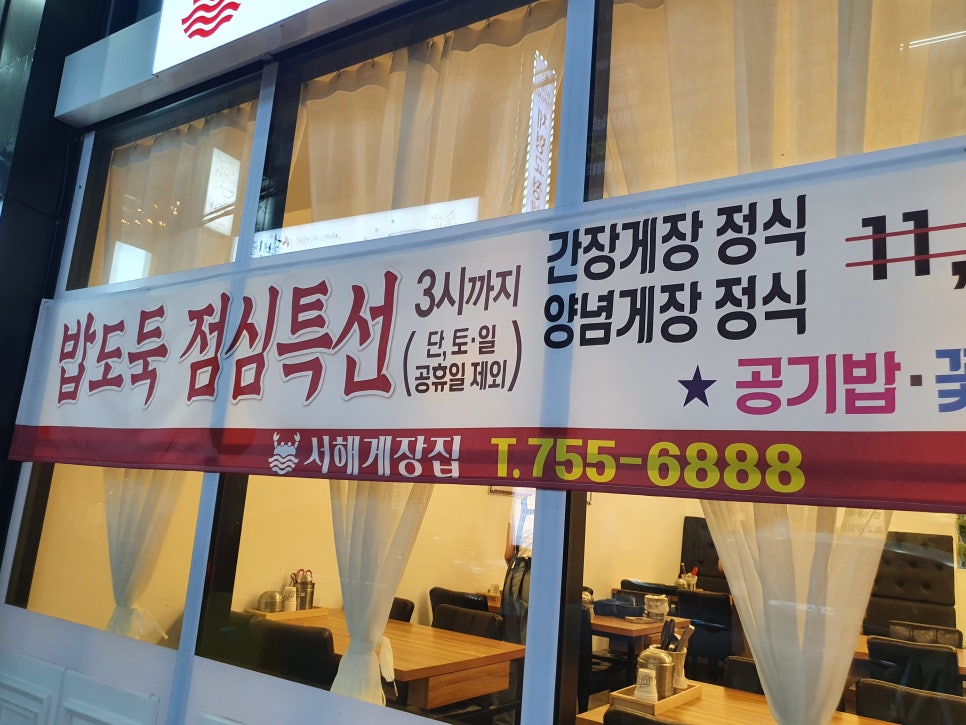 밥도둑 점심특선
3시까지
(단, 토·일
공휴일 제외)
간장게장 정식
양념게장 정식
11,
★ 공기밥·꽃
서해게장집 T. 755-6888